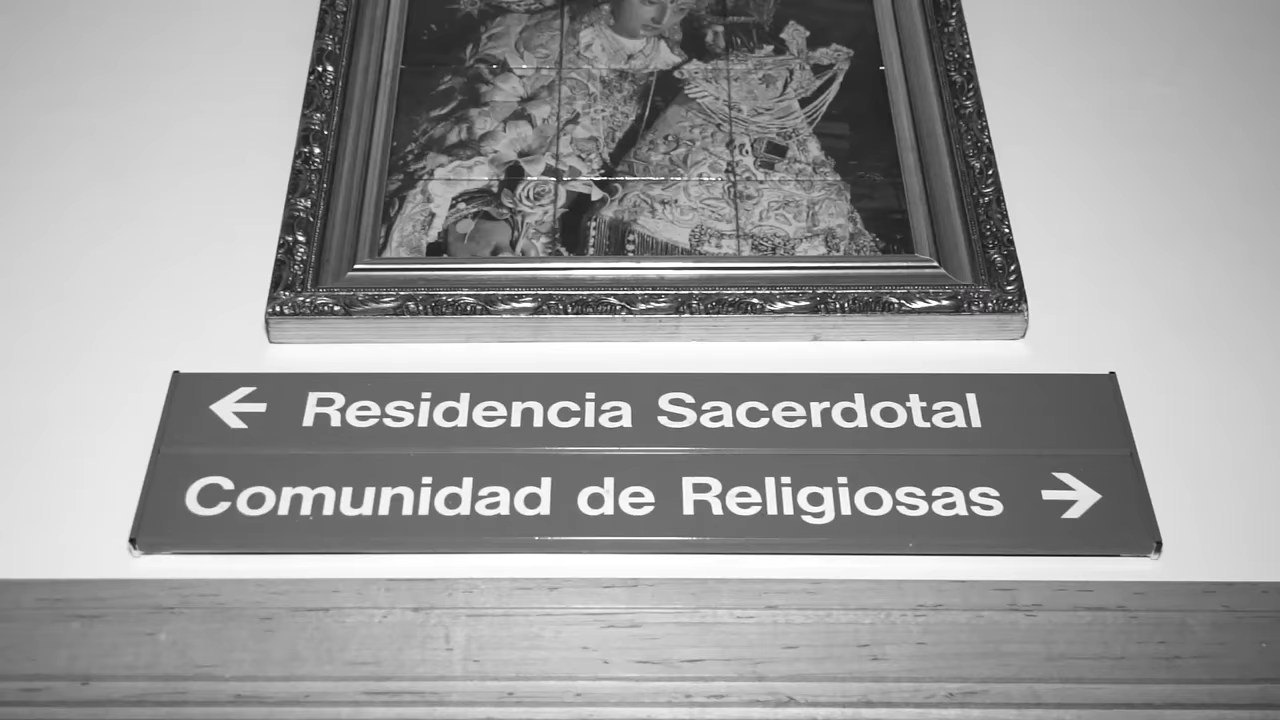 ← Residencia Sacerdotal
Comunidad de Religiosas →